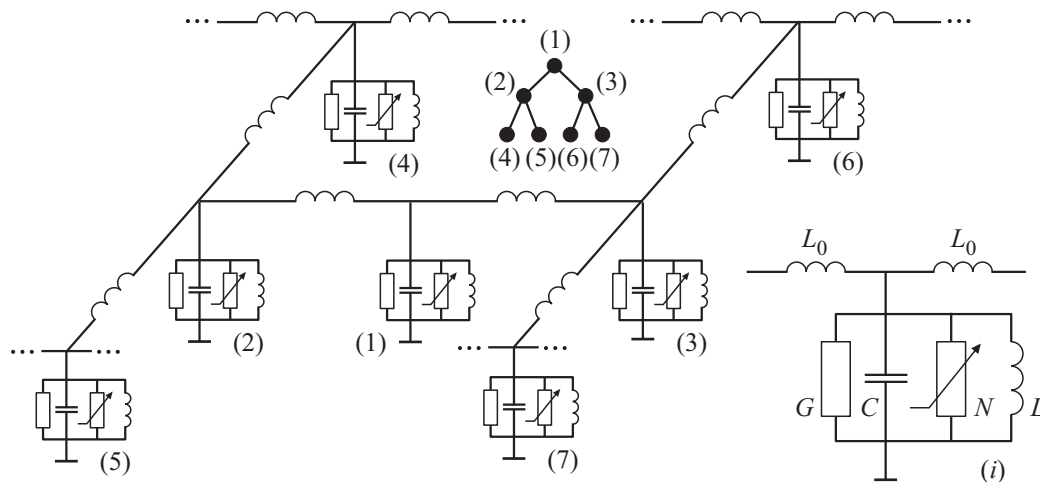 ... ... ... ...
(1)
(2) (3)
(4) (5) (6) (7)
(4)
(6)
L0 L0
(2) (1) (3)
... ... ... ...
G C N L
(5) (7) (i)